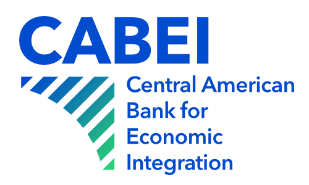 CABEI
Central American
Bank for
Economic
Integration